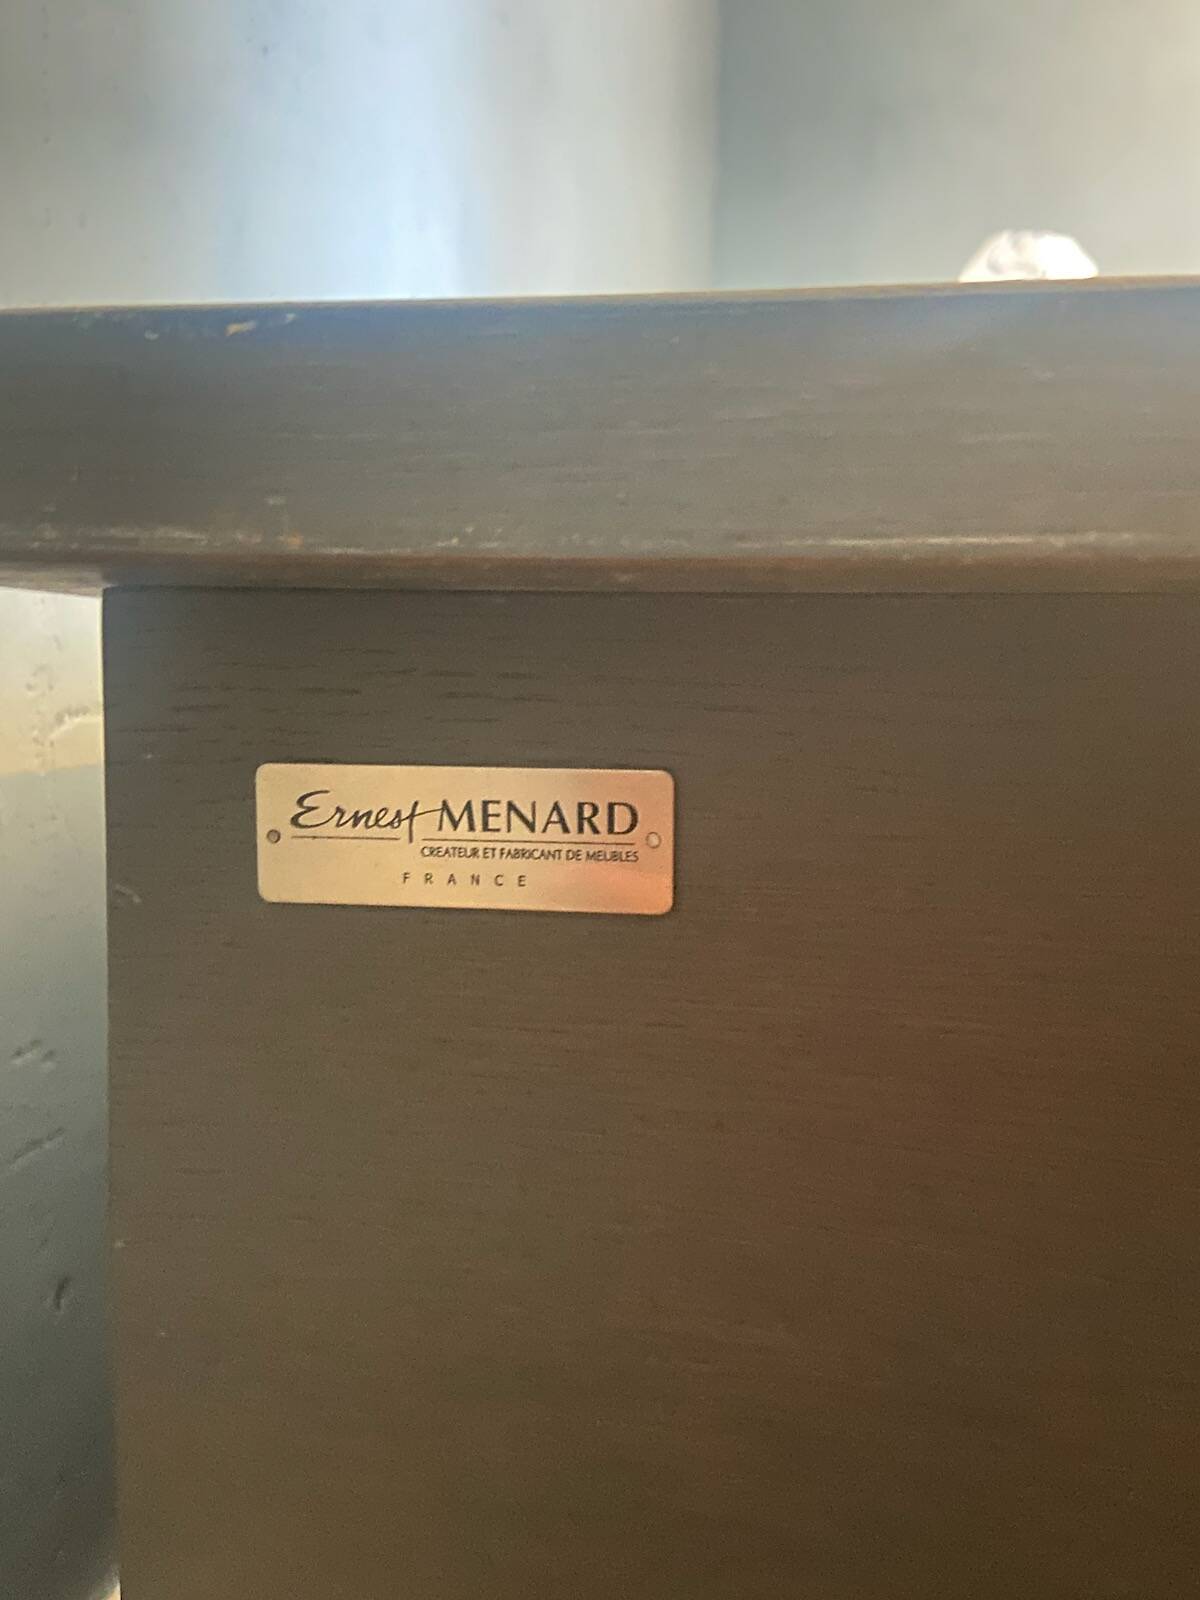 Ernest MENARD
CREATEUR ET FABRICANT DE MEUBLES
FRANCE